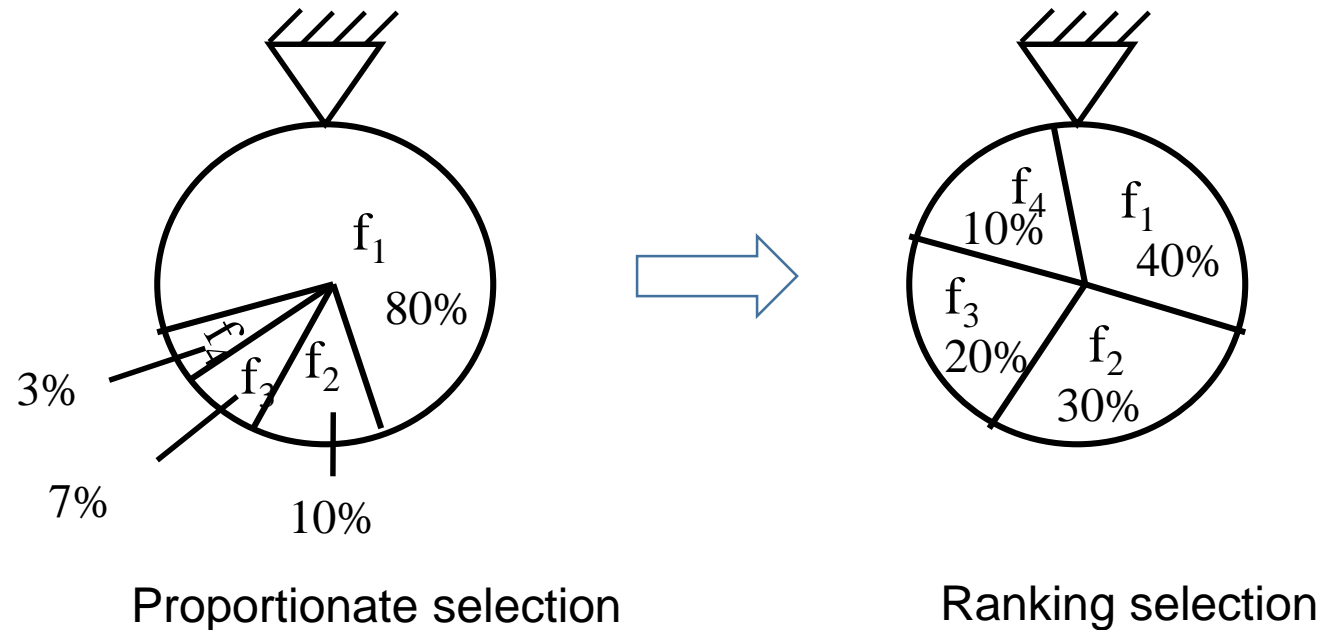 f₁
80%
f₂
f₃
f₄
3%
7%
10%
Proportionate selection
f₄
10%
f₁
40%
f₃
20%
f₂
30%
Ranking selection